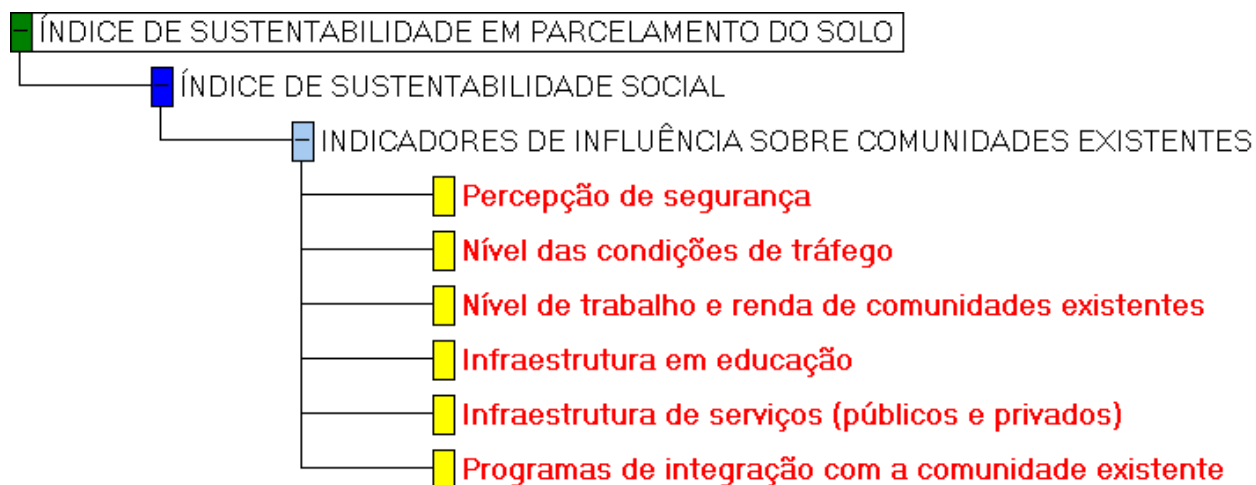 ÍNDICE DE SUSTENTABILIDADE EM PARCELAMENTO DO SOLO
ÍNDICE DE SUSTENTABILIDADE SOCIAL
INDICADORES DE INFLUÊNCIA SOBRE COMUNIDADES EXISTENTES
Percepção de segurança
Nível das condições de tráfego
Nível de trabalho e renda de comunidades existentes
Infraestrutura em educação
Infraestrutura de serviços (públicos e privados)
Programas de integração com a comunidade existente